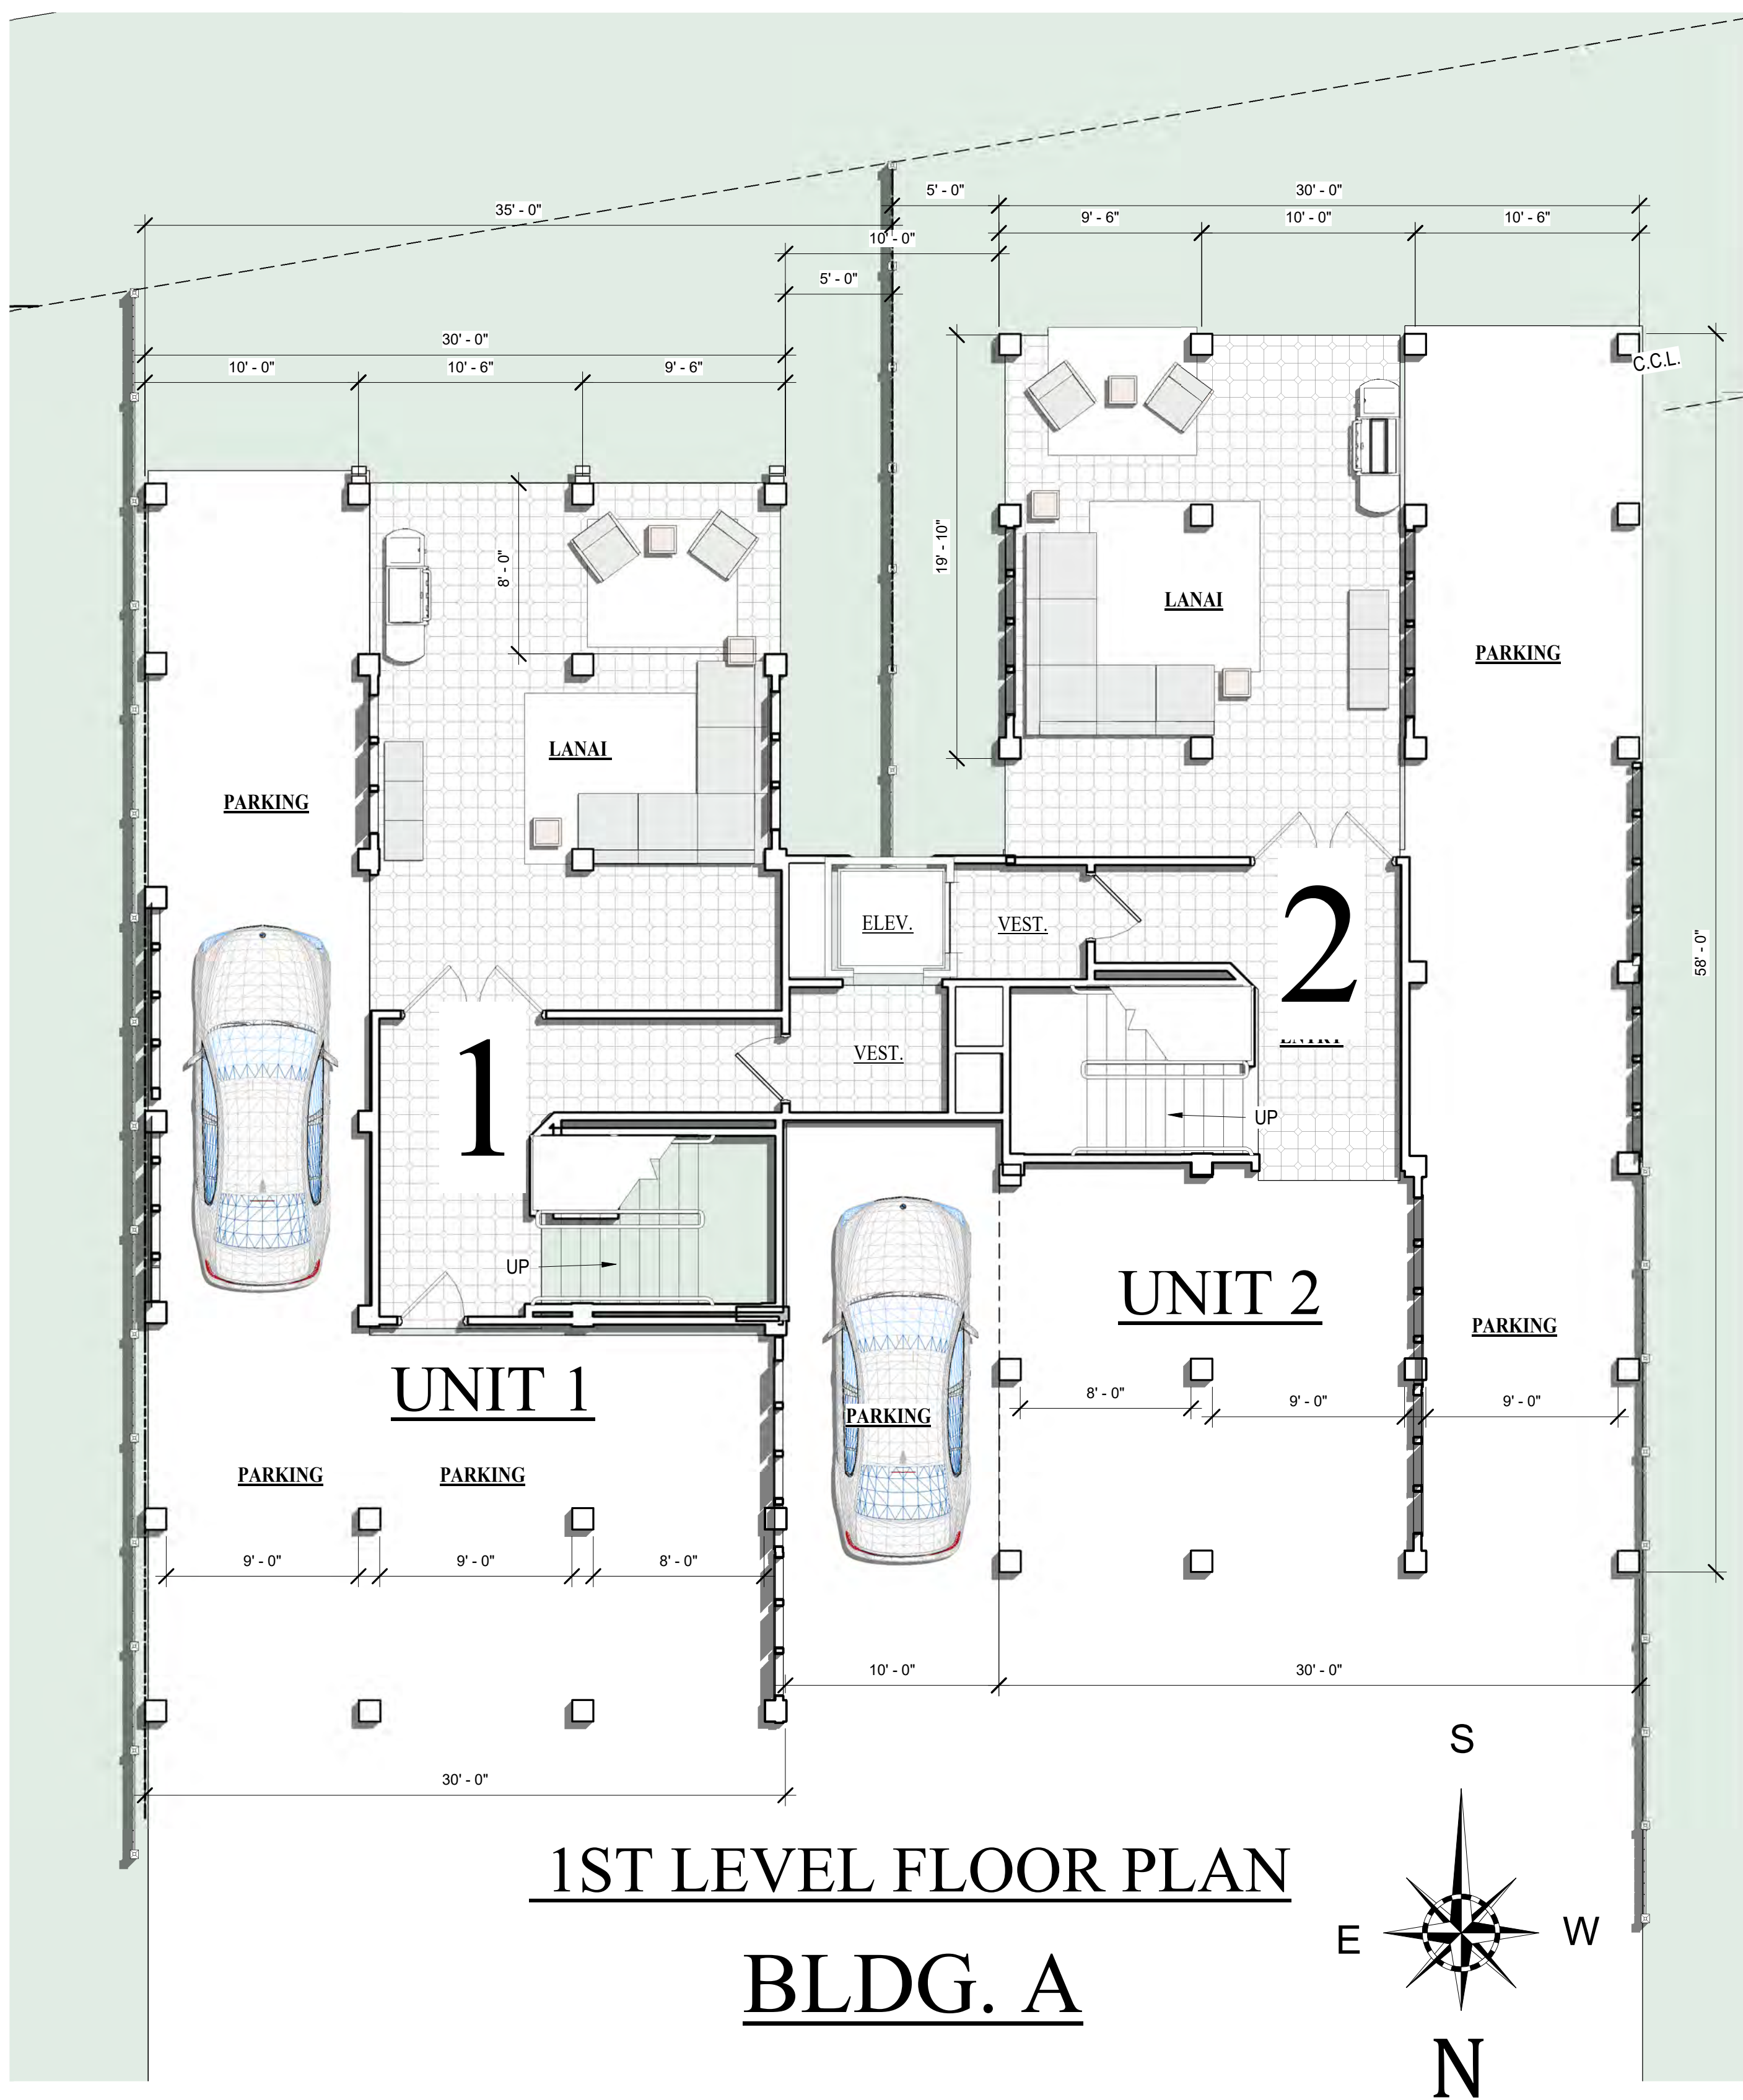 5' - 0"
30' - 0"
35' - 0"
9' - 6"
10' - 0"
10' - 6"
10' - 0"
5' - 0"
30' - 0"
C.C.L.
10' - 0"
10' - 6"
9' - 6"
8' - 0"
19' - 10"
LANAI
PARKING
LANAI
PARKING
ELEV.
VEST.
2
58' - 0"
ENTRY
1
VEST.
UP
UP
UNIT 2
PARKING
UNIT 1
8' - 0"
9' - 0"
9' - 0"
PARKING
PARKING
PARKING
9' - 0"
9' - 0"
8' - 0"
10' - 0"
30' - 0"
S
30' - 0"
1ST LEVEL FLOOR PLAN
E
W
BLDG. A
N